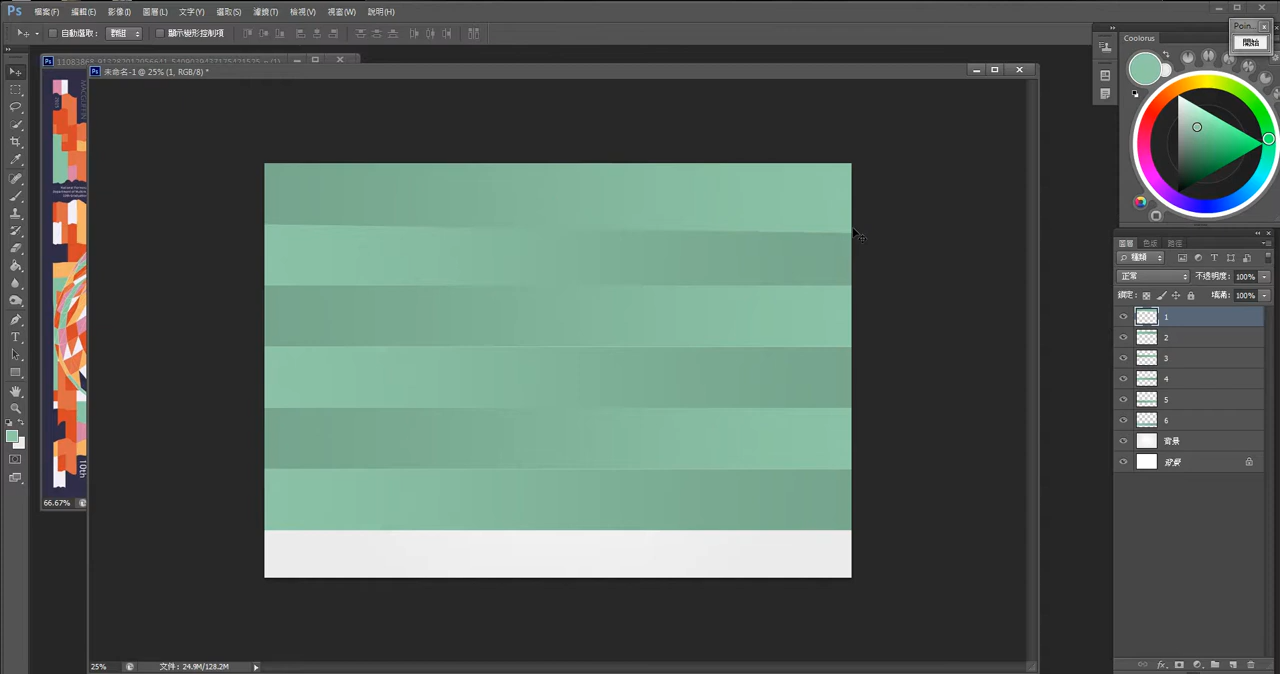 Ps 檔案(F) 編輯(E) 影像(I) 圖層(L) 文字(Y) 選取(S) 濾鏡(T) 檢視(V) 視窗(W) 說明(H)
自動選取: 群組 顯示變形控制項
Poin...
開始
Coolorus
未命名-1 @ 25% (1, RGB/8) *
圖層 色版 路徑
種類
正常 不透明度: 100%
鎖定: 填滿: 100%
1
2
3
4
5
6
背景
背景
10th
66.67%
25% 文件: 24.9M/128.2M